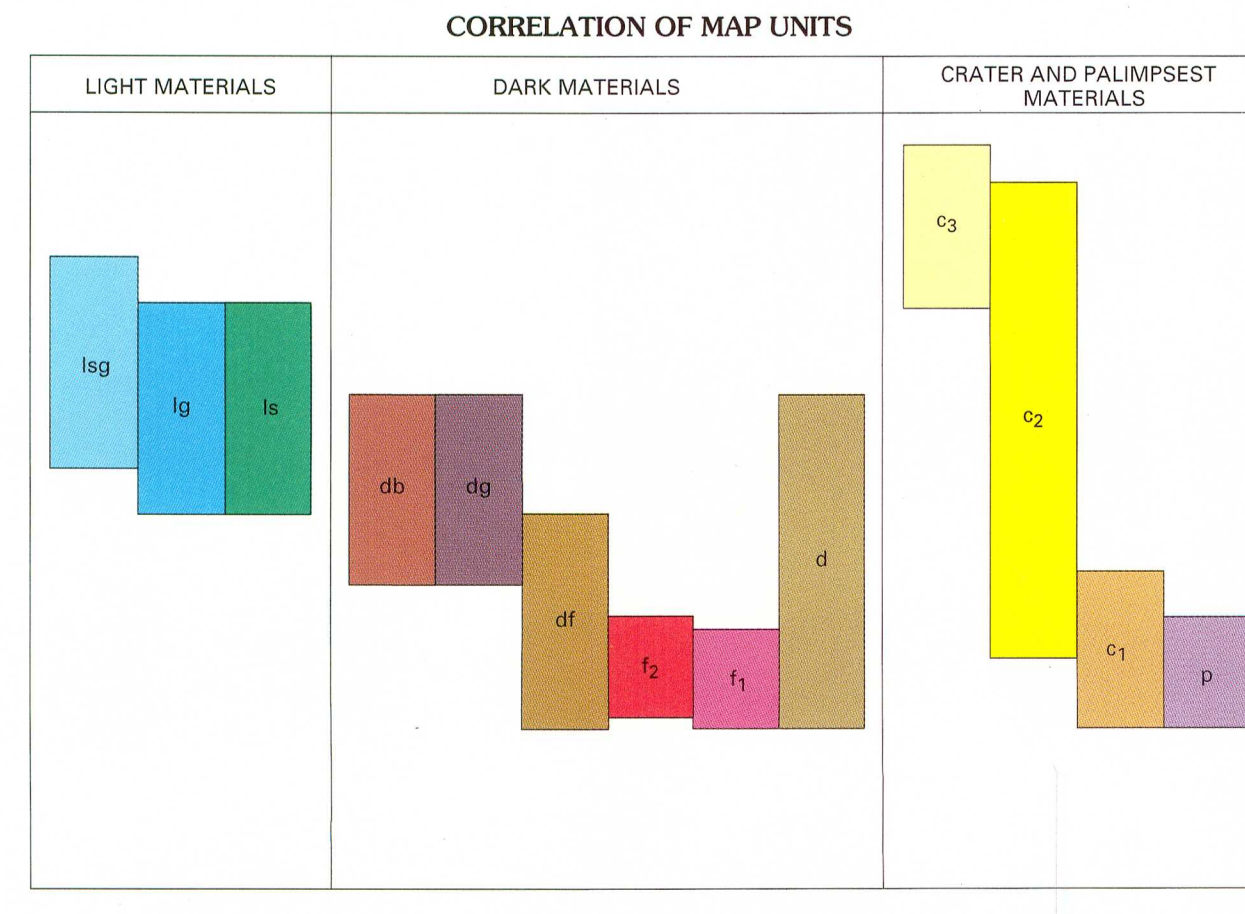 CORRELATION OF MAP UNITS
LIGHT MATERIALS
DARK MATERIALS
CRATER AND PALIMPSEST
MATERIALS
c3
lsg
lg
ls
c2
db
dg
d
df
f2
f1
c1
p